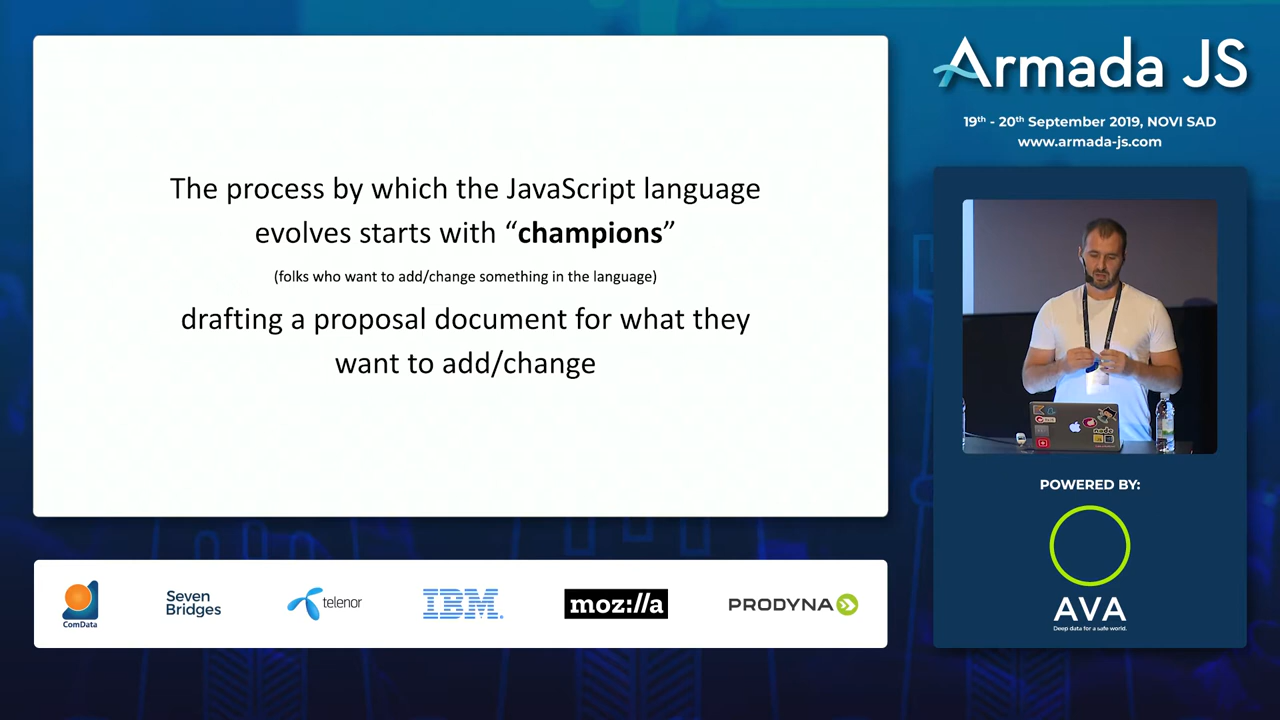 The process by which the JavaScript language
evolves starts with “champions”
(folks who want to add/change something in the language)
drafting a proposal document for what they
want to add/change
Armada JS
19th - 20th September 2019, NOVI SAD
www.armada-js.com
node
POWERED BY:
AVA
Deep data for a safe world.
ComData
Seven
Bridges
telenor
IBM
moz://a
PRODYNA